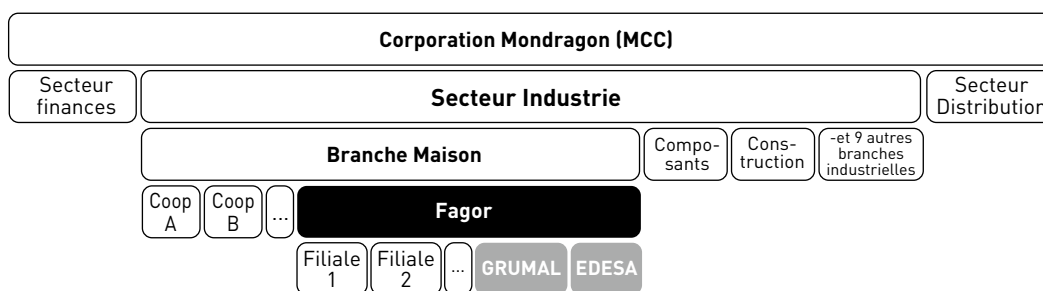 Corporation Mondragon (MCC)
Secteur
finances
Secteur Industrie
Secteur
Distribution
Branche Maison
Compo-
sants
Cons-
truction
-et 9 autres
branches
industrielles
Coop
A
Coop
B
...
Fagor
Filiale
1
Filiale
2
...
GRUMAL
EDESA